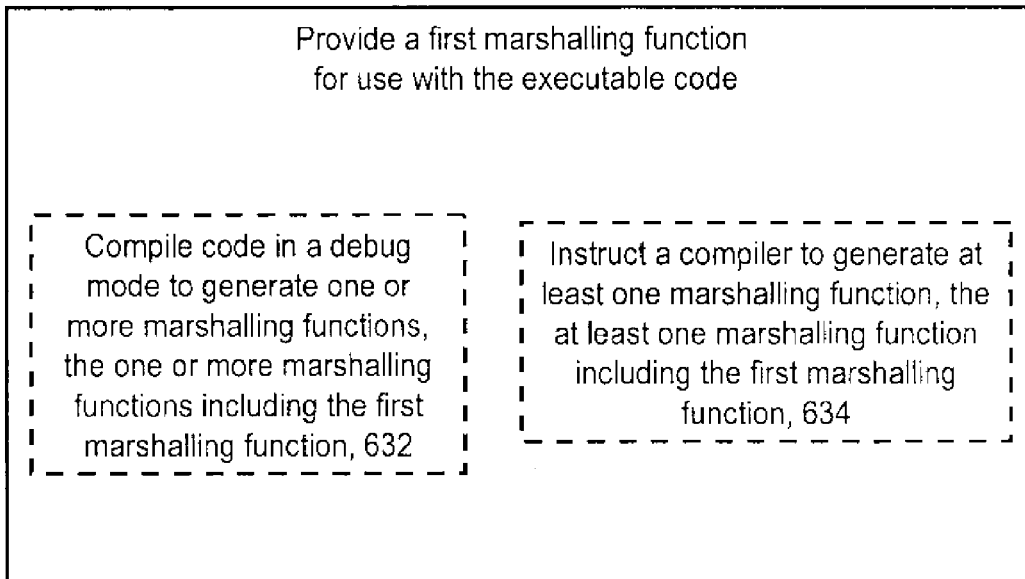 Provide a first marshalling function
for use with the executable code
Compile code in a debug
mode to generate one or
more marshalling functions,
the one or more marshalling
functions including the first
marshalling function, 632
Instruct a compiler to generate at
least one marshalling function, the
at least one marshalling function
including the first marshalling
function, 634